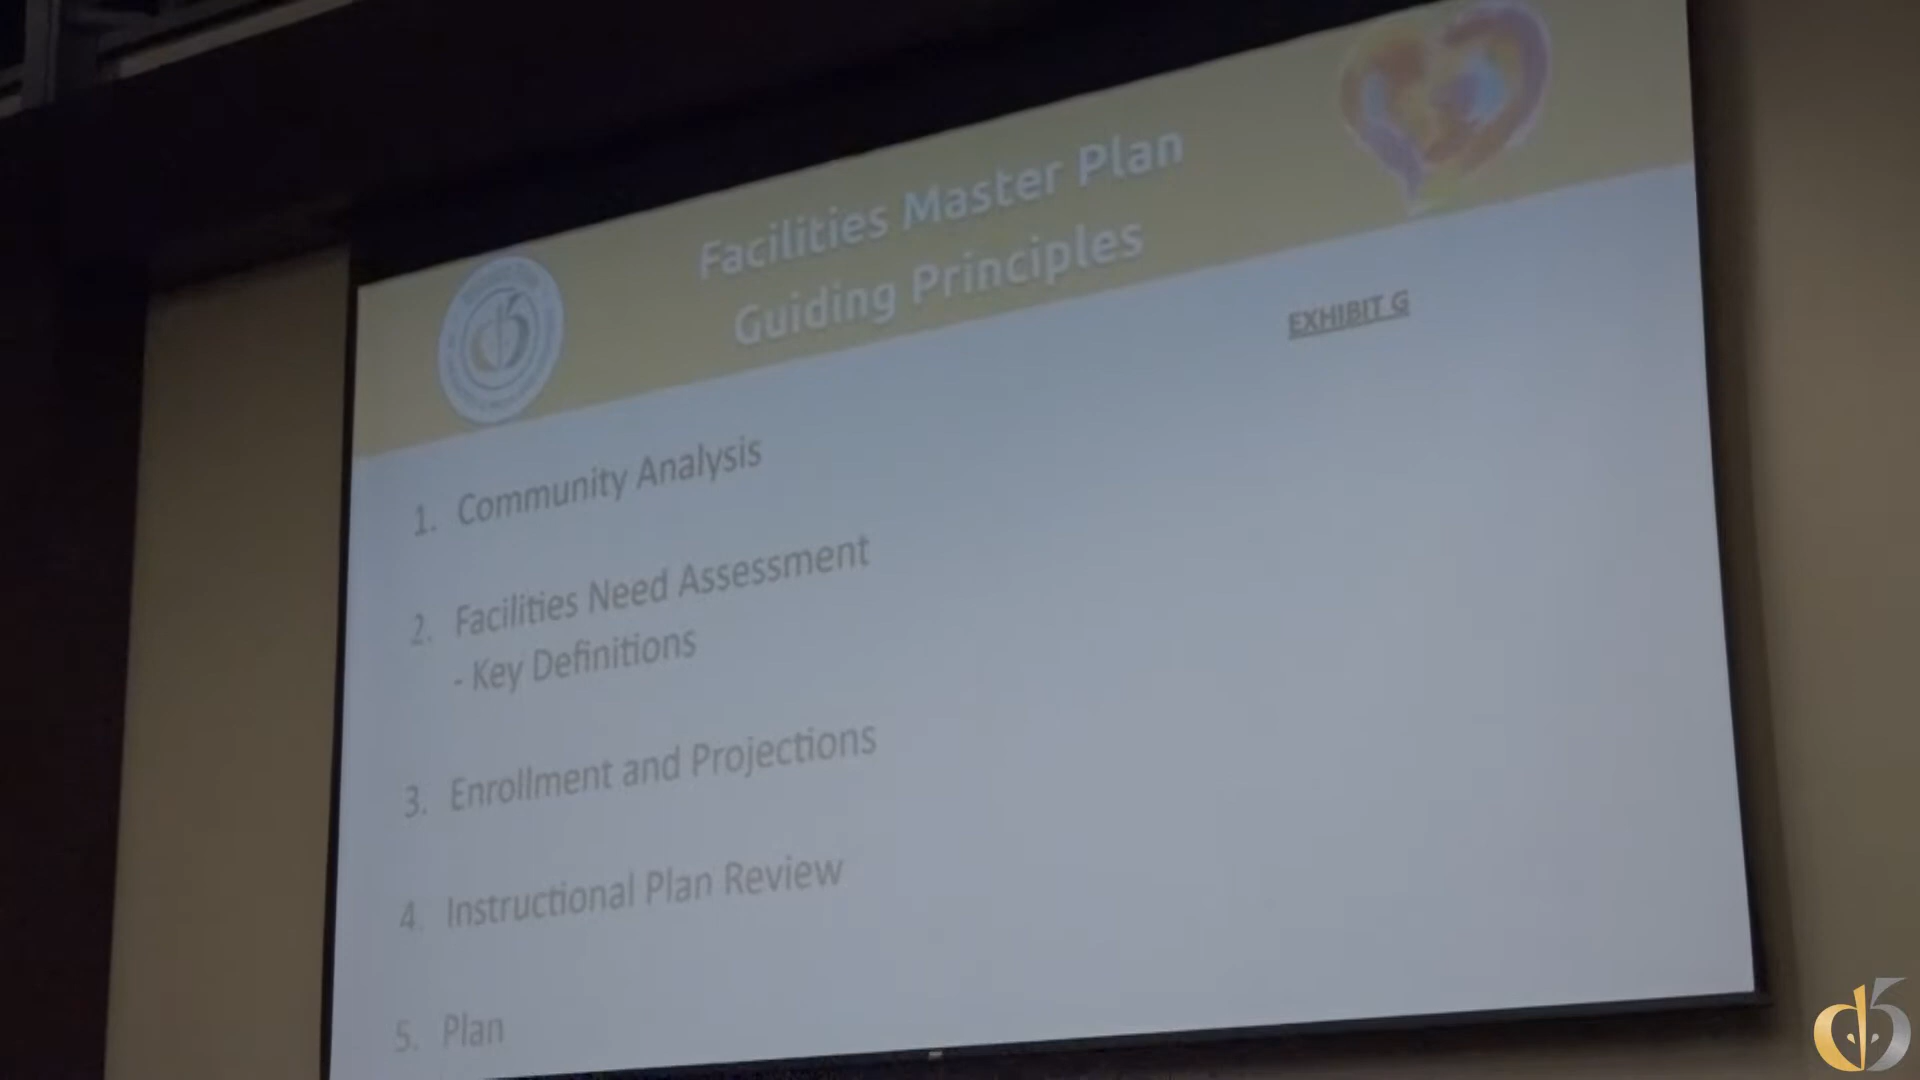 Facilities Master Plan
Guiding Principles
EXHIBIT G
1. Community Analysis
2. Facilities Need Assessment
- Key Definitions
3. Enrollment and Projections
4. Instructional Plan Review
5. Plan